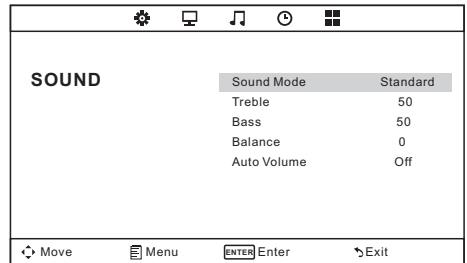 SOUND
Sound Mode Standard
Treble 50
Bass 50
Balance 0
Auto Volume Off
Move Menu ENTER Enter Exit